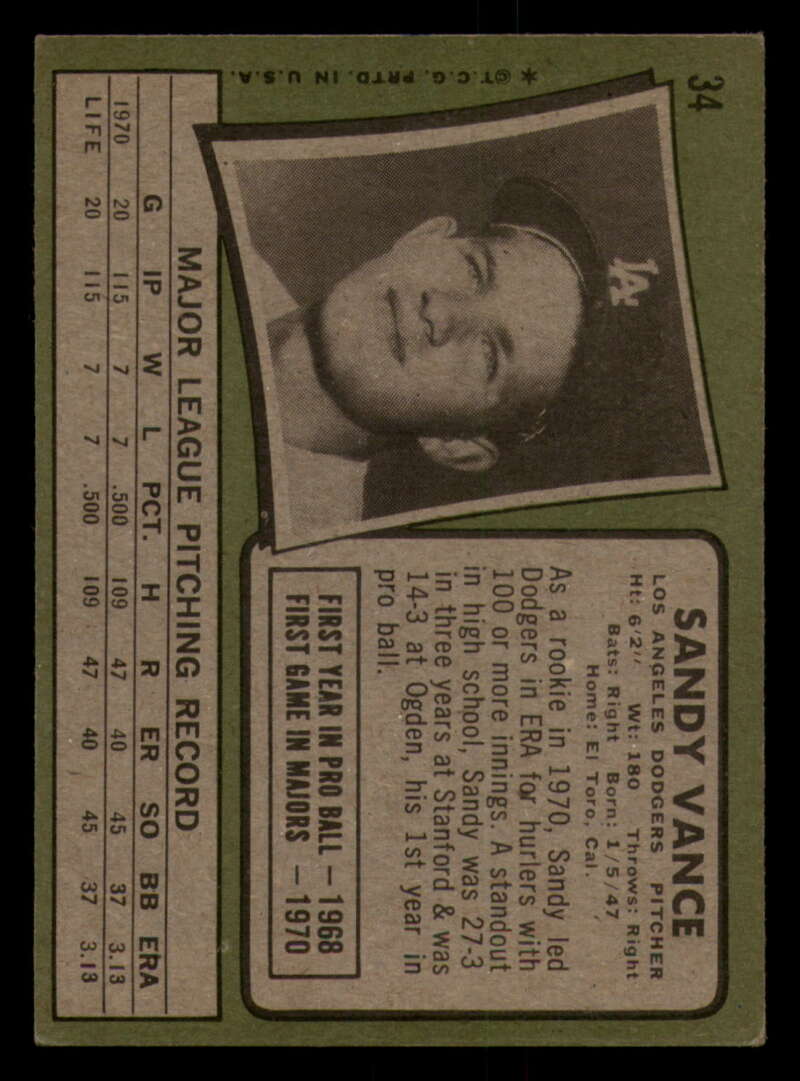 34
* ©T.C.G. PRTD. IN U.S.A.
LA
SANDY VANCE
LOS ANGELES DODGERS PITCHER
Ht: 6'2" Wt: 180 Throws: Right
Bats: Right Born: 1/5/47
Home: El Toro, Cal.
As a rookie in 1970, Sandy led
Dodgers in ERA for hurlers with
100 or more innings. A standout
in high school, Sandy was 27-3
in three years at Stanford & was
14-3 at Ogden, his 1st year in
pro ball.
FIRST YEAR IN PRO BALL — 1968
FIRST GAME IN MAJORS — 1970
MAJOR LEAGUE PITCHING RECORD
G IP W L PCT. H R ER SO BB ERA
1970 20 115 7 7 .500 109 47 40 45 37 3.13
LIFE 20 115 7 7 .500 109 47 40 45 37 3.13